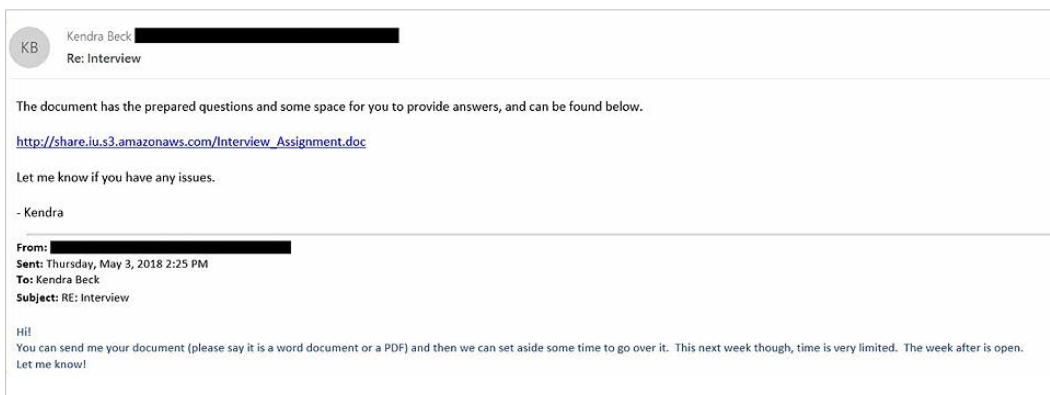 KB
Kendra Beck
Re: Interview
The document has the prepared questions and some space for you to provide answers, and can be found below.
http://share.iu.s3.amazonaws.com/Interview_Assignment.doc
Let me know if you have any issues.
- Kendra
From:
Sent: Thursday, May 3, 2018 2:25 PM
To: Kendra Beck
Subject: RE: Interview
Hi!
You can send me your document (please say it is a word document or a PDF) and then we can set aside some time to go over it.  This next week though, time is very limited.  The week after is open.
Let me know!